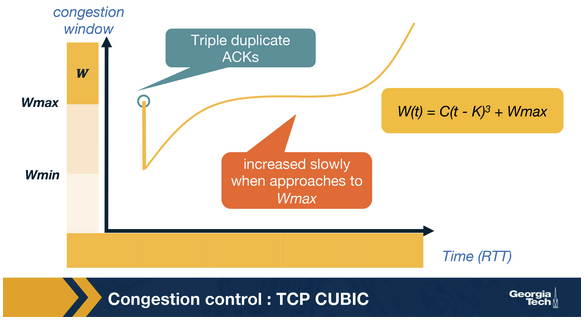 congestion
window
Triple duplicate
ACKs
W
Wmax
W(t) = C(t - K)³ + Wmax
increased slowly
when approaches to
Wmax
Wmin
Time (RTT)
Congestion control : TCP CUBIC
Georgia
Tech